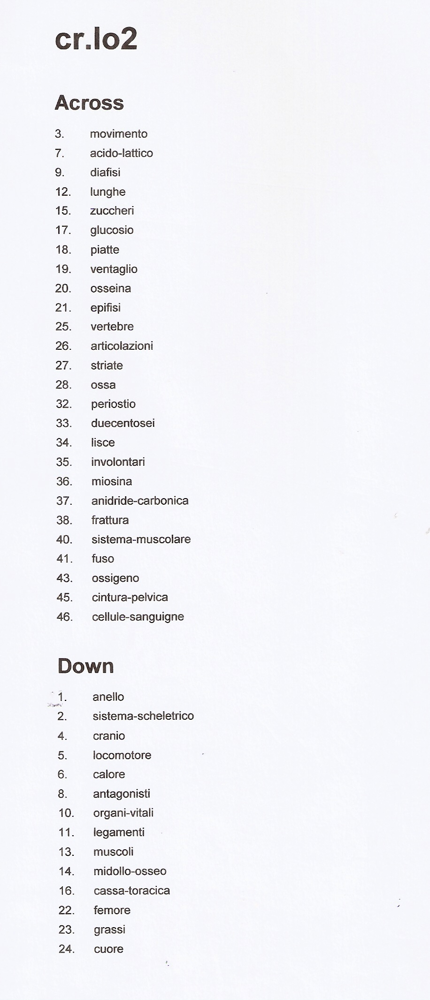 cr.lo2
Across
3. movimento
7. acido-lattico
9. diafisi
12. lunghe
15. zuccheri
17. glucosio
18. piatte
19. ventaglio
20. osseina
21. epifisi
25. vertebre
26. articolazioni
27. striate
28. ossa
32. periostio
33. duecentosei
34. lisce
35. involontari
36. miosina
37. anidride-carbonica
38. frattura
40. sistema-muscolare
41. fuso
43. ossigeno
45. cintura-pelvica
46. cellule-sanguigne
Down
1. anello
2. sistema-scheletrico
4. cranio
5. locomotore
6. calore
8. antagonisti
10. organi-vitali
11. legamenti
13. muscoli
14. midollo-osseo
16. cassa-toracica
22. femore
23. grassi
24. cuore